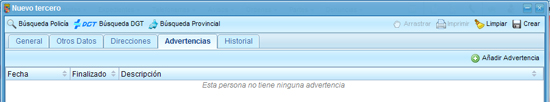 Nuevo tercero
Búsqueda Policía DGT Búsqueda DGT Búsqueda Provincial Arrastrar Imprimir Limpiar Crear
General Otros Datos Direcciones Advertencias Historial
Añadir Advertencia
Fecha Finalizado Descripción
Esta persona no tiene ninguna advertencia